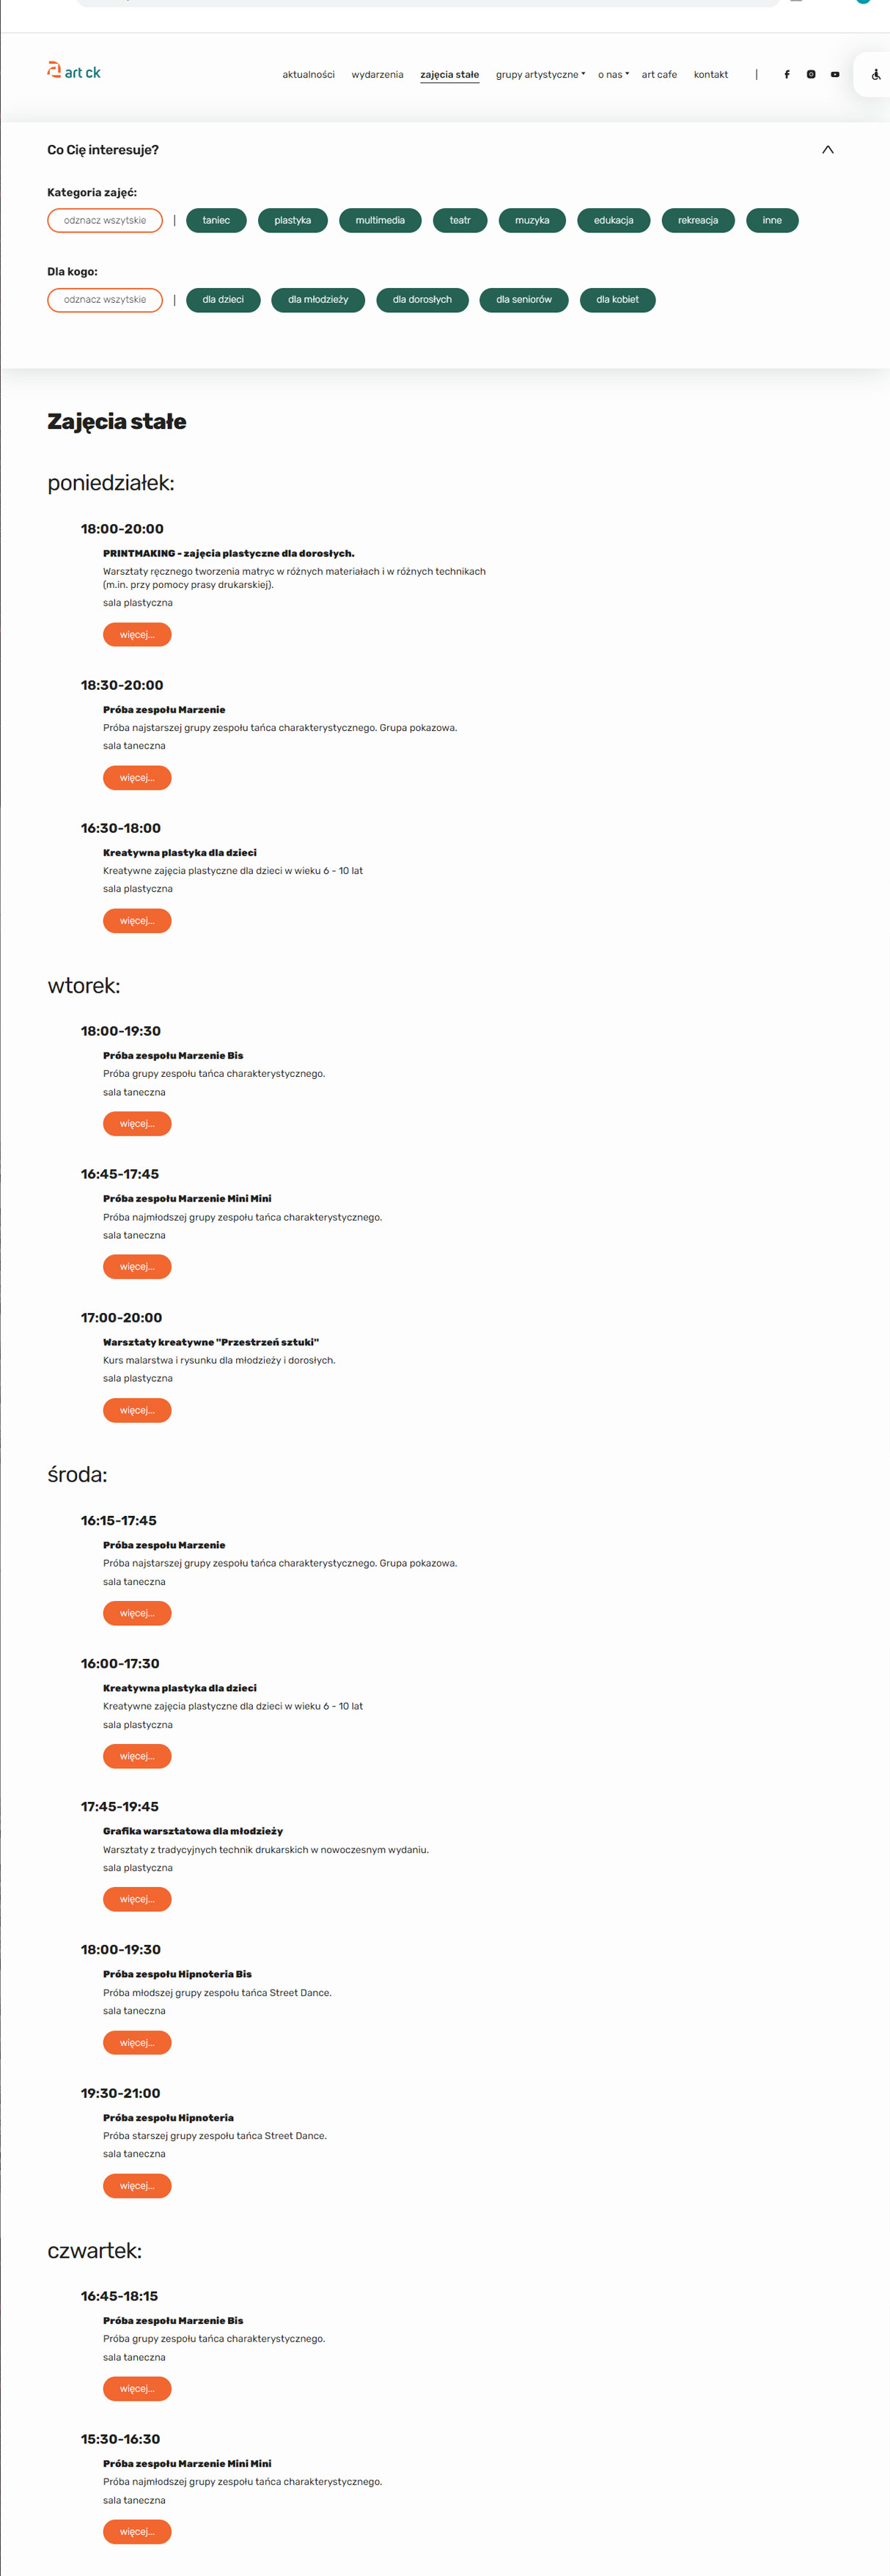 art ck
aktualności wydarzenia zajęcia stałe grupy artystyczne o nas art cafe kontakt |
Co Cię interesuje?
Kategoria zajęć:
odznacz wszytskie | taniec plastyka multimedia teatr muzyka edukacja rekreacja inne
Dla kogo:
odznacz wszytskie | dla dzieci dla młodzieży dla dorosłych dla seniorów dla kobiet
Zajęcia stałe
poniedziałek:
18:00-20:00
PRINTMAKING - zajęcia plastyczne dla dorosłych.
Warsztaty ręcznego tworzenia matryc w różnych materiałach i w różnych technikach
(m.in. przy pomocy prasy drukarskiej).
sala plastyczna
więcej...
18:30-20:00
Próba zespołu Marzenie
Próba najstarszej grupy zespołu tańca charakterystycznego. Grupa pokazowa.
sala taneczna
więcej...
16:30-18:00
Kreatywna plastyka dla dzieci
Kreatywne zajęcia plastyczne dla dzieci w wieku 6 - 10 lat
sala plastyczna
więcej...
wtorek:
18:00-19:30
Próba zespołu Marzenie Bis
Próba grupy zespołu tańca charakterystycznego.
sala taneczna
więcej...
16:45-17:45
Próba zespołu Marzenie Mini Mini
Próba najmłodszej grupy zespołu tańca charakterystycznego.
sala taneczna
więcej...
17:00-20:00
Warsztaty kreatywne "Przestrzeń sztuki"
Kurs malarstwa i rysunku dla młodzieży i dorosłych.
sala plastyczna
więcej...
środa:
16:15-17:45
Próba zespołu Marzenie
Próba najstarszej grupy zespołu tańca charakterystycznego. Grupa pokazowa.
sala taneczna
więcej...
16:00-17:30
Kreatywna plastyka dla dzieci
Kreatywne zajęcia plastyczne dla dzieci w wieku 6 - 10 lat
sala plastyczna
więcej...
17:45-19:45
Grafika warsztatowa dla młodzieży
Warsztaty z tradycyjnych technik drukarskich w nowoczesnym wydaniu.
sala plastyczna
więcej...
18:00-19:30
Próba zespołu Hipnoteria Bis
Próba młodszej grupy zespołu tańca Street Dance.
sala taneczna
więcej...
19:30-21:00
Próba zespołu Hipnoteria
Próba starszej grupy zespołu tańca Street Dance.
sala taneczna
więcej...
czwartek:
16:45-18:15
Próba zespołu Marzenie Bis
Próba grupy zespołu tańca charakterystycznego.
sala taneczna
więcej...
15:30-16:30
Próba zespołu Marzenie Mini Mini
Próba najmłodszej grupy zespołu tańca charakterystycznego.
sala taneczna
więcej...